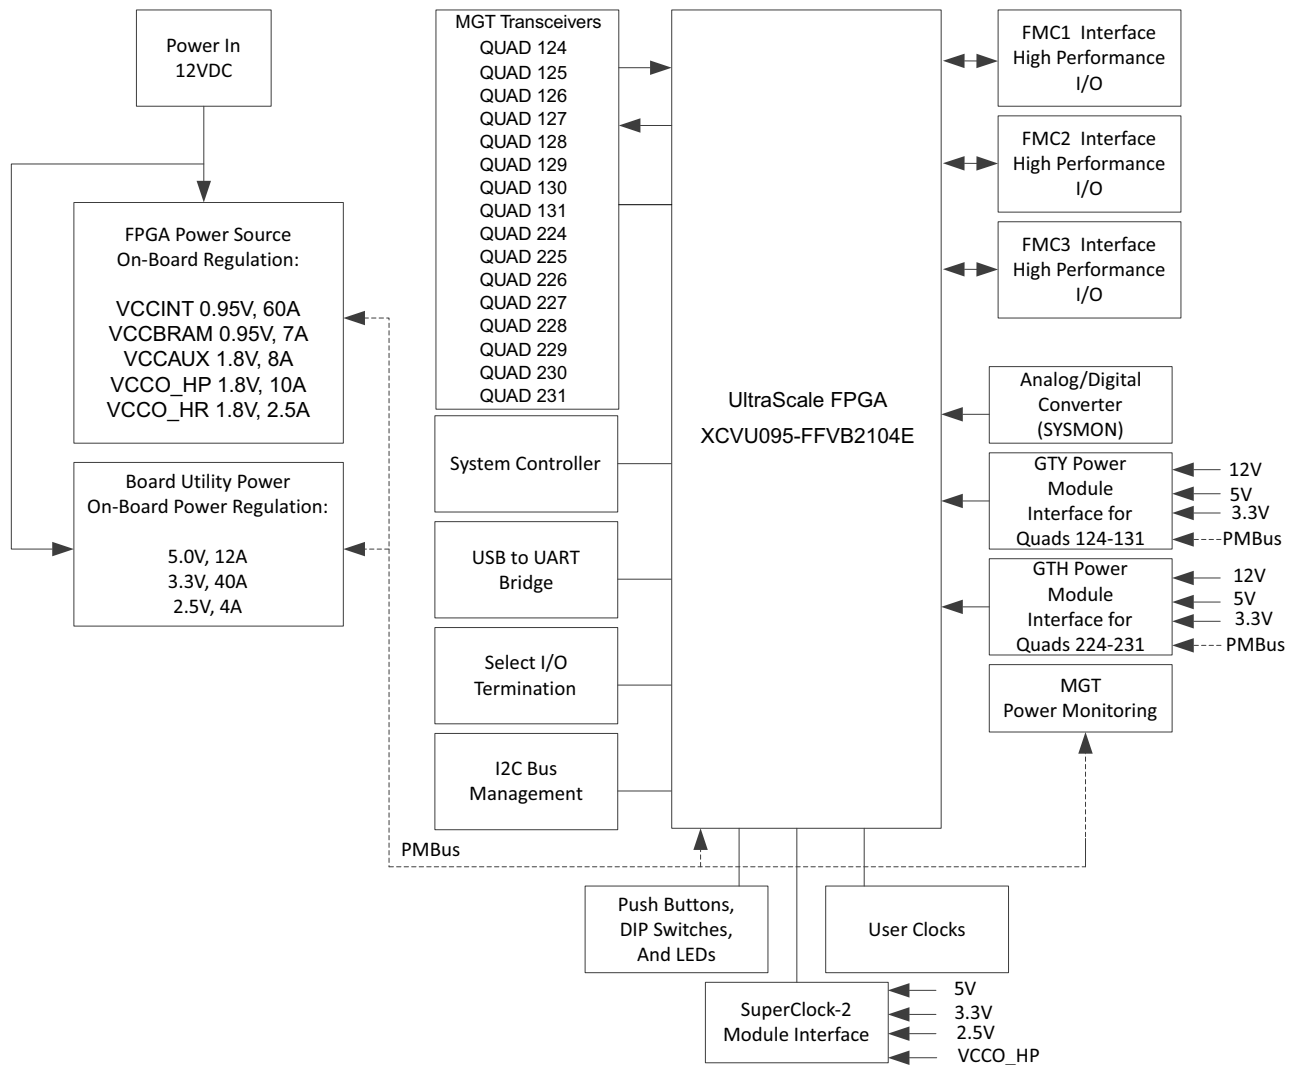 Power In
12VDC
FPGA Power Source
On-Board Regulation:
VCCINT 0.95V, 60A
VCCBRAM 0.95V, 7A
VCCAUX 1.8V, 8A
VCCO_HP 1.8V, 10A
VCCO_HR 1.8V, 2.5A
Board Utility Power
On-Board Power Regulation:
5.0V, 12A
3.3V, 40A
2.5V, 4A
MGT Transceivers
QUAD 124
QUAD 125
QUAD 126
QUAD 127
QUAD 128
QUAD 129
QUAD 130
QUAD 131
QUAD 224
QUAD 225
QUAD 226
QUAD 227
QUAD 228
QUAD 229
QUAD 230
QUAD 231
System Controller
USB to UART
Bridge
Select I/O
Termination
I2C Bus
Management
PMBus
UltraScale FPGA
XCVU095-FFVB2104E
FMC1 Interface
High Performance
I/O
FMC2 Interface
High Performance
I/O
FMC3 Interface
High Performance
I/O
Analog/Digital
Converter
(SYSMON)
GTY Power
Module
Interface for
Quads 124-131
12V
5V
3.3V
PMBus
GTH Power
Module
Interface for
Quads 224-231
12V
5V
3.3V
PMBus
MGT
Power Monitoring
Push Buttons,
DIP Switches,
And LEDs
User Clocks
SuperClock-2
Module Interface
5V
3.3V
2.5V
VCCO_HP